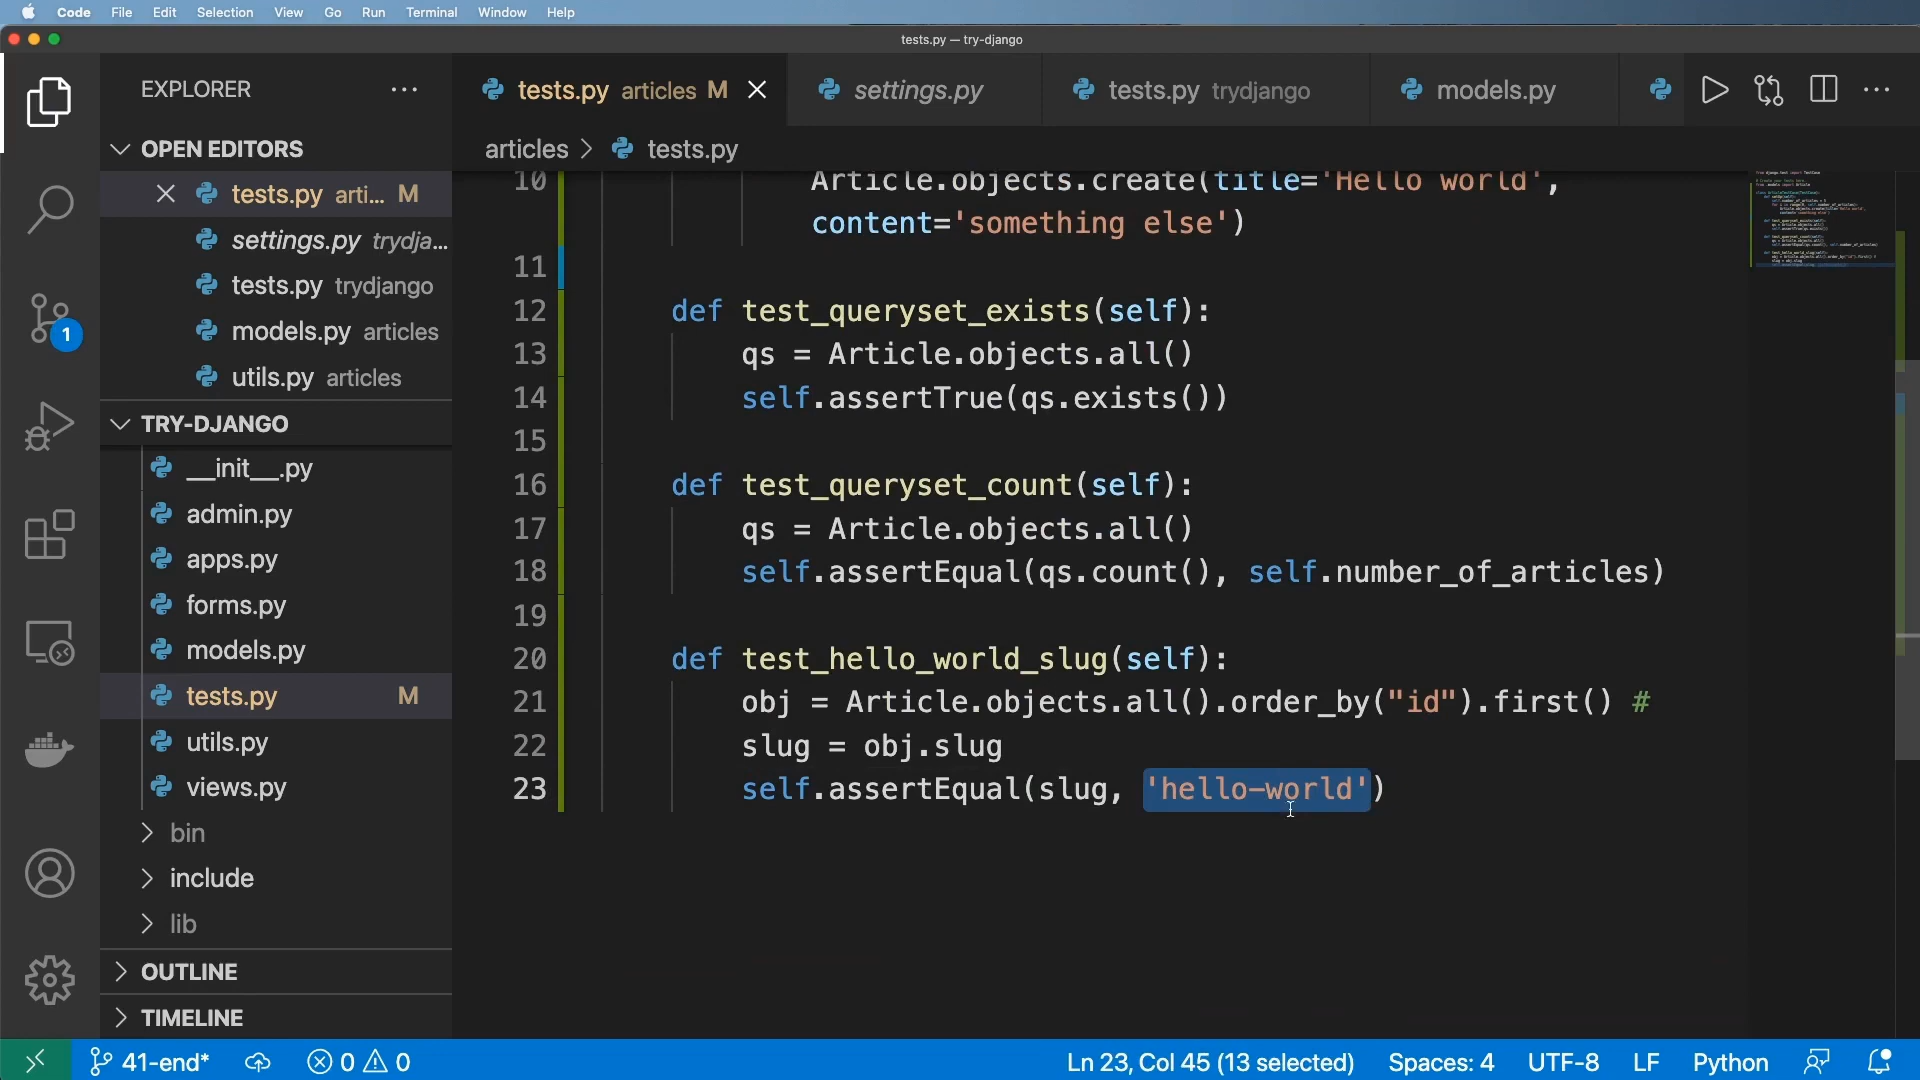 Code File Edit Selection View Go Run Terminal Window Help
tests.py — try-django
EXPLORER
tests.py articles M
settings.py
tests.py trydjango
models.py
OPEN EDITORS
tests.py arti... M
settings.py trydja...
tests.py trydjango
models.py articles
utils.py articles
TRY-DJANGO
__init__.py
admin.py
apps.py
forms.py
models.py
tests.py M
utils.py
views.py
bin
include
lib
OUTLINE
TIMELINE
1
articles > tests.py
10 Article.objects.create(title='Hello world',
content='something else')
11
12 def test_queryset_exists(self):
13 qs = Article.objects.all()
14 self.assertTrue(qs.exists())
15
16 def test_queryset_count(self):
17 qs = Article.objects.all()
18 self.assertEqual(qs.count(), self.number_of_articles)
19
20 def test_hello_world_slug(self):
21 obj = Article.objects.all().order_by("id").first() #
22 slug = obj.slug
23 self.assertEqual(slug, 'hello-world')
41-end* 0 0 Ln 23, Col 45 (13 selected) Spaces: 4 UTF-8 LF Python